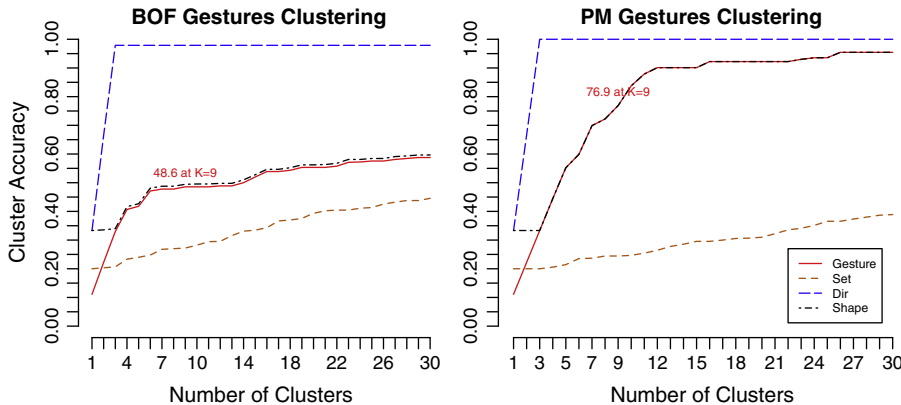 BOF Gestures Clustering
Cluster Accuracy
1.00
0.80
0.60
0.40
0.20
0.00
48.6 at K=9
1 4 7 10 14 18 22 26 30
Number of Clusters
PM Gestures Clustering
1.00
0.80
0.60
0.40
0.20
0.00
76.9 at K=9
Gesture
Set
Dir
Shape
1 3 5 7 9 12 15 18 21 24 27 30
Number of Clusters